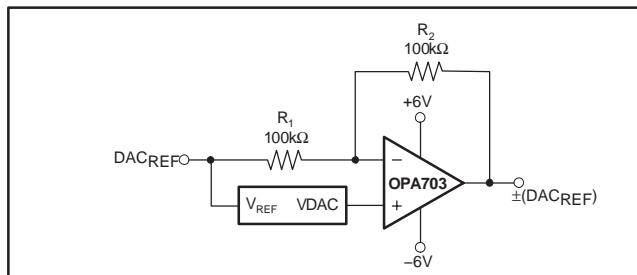 R2
100kΩ
+6V
R1
100kΩ
DACREF
OPA703
VREF VDAC
±(DACREF)
–6V
−
+